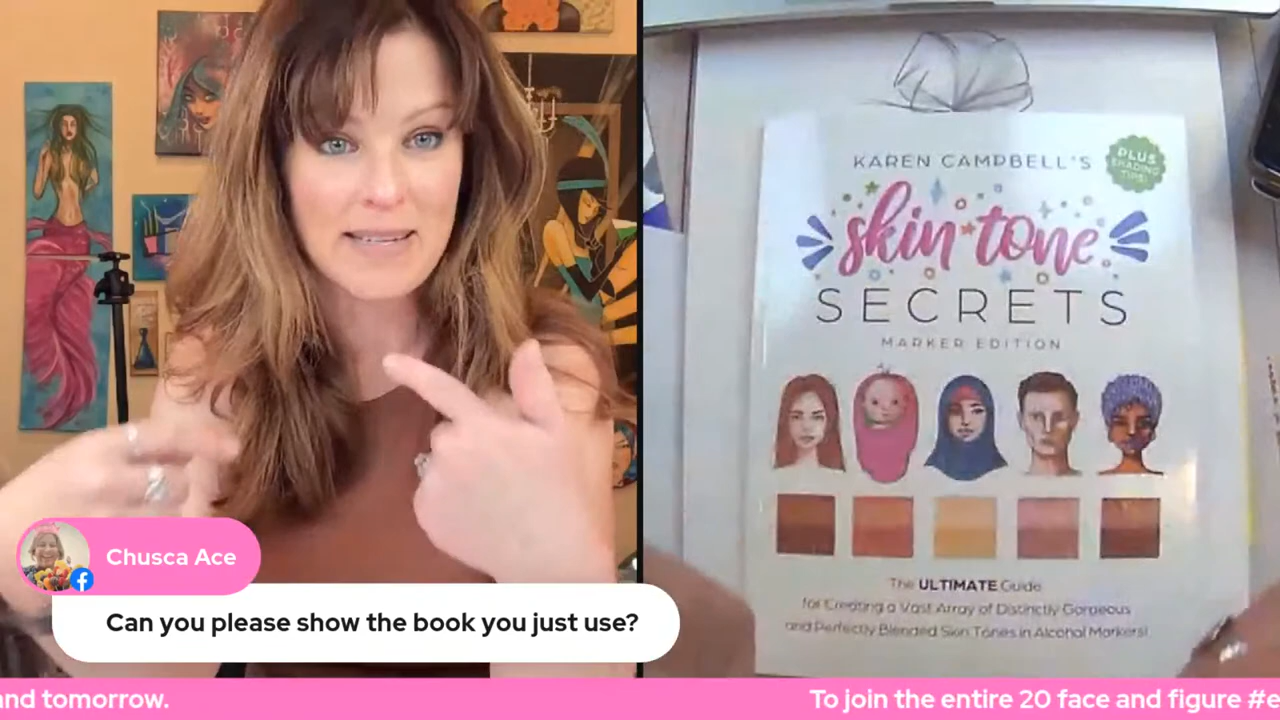 KAREN CAMPBELL'S
PLUS
SHADING
TIPS!
skin tone
SECRETS
MARKER EDITION
The ULTIMATE Guide
for Creating a Vast Array of Distinctly Gorgeous
and Perfectly Blended Skin Tones in Alcohol Markers!
Chusca Ace
Can you please show the book you just use?
and tomorrow.
To join the entire 20 face and figure #e